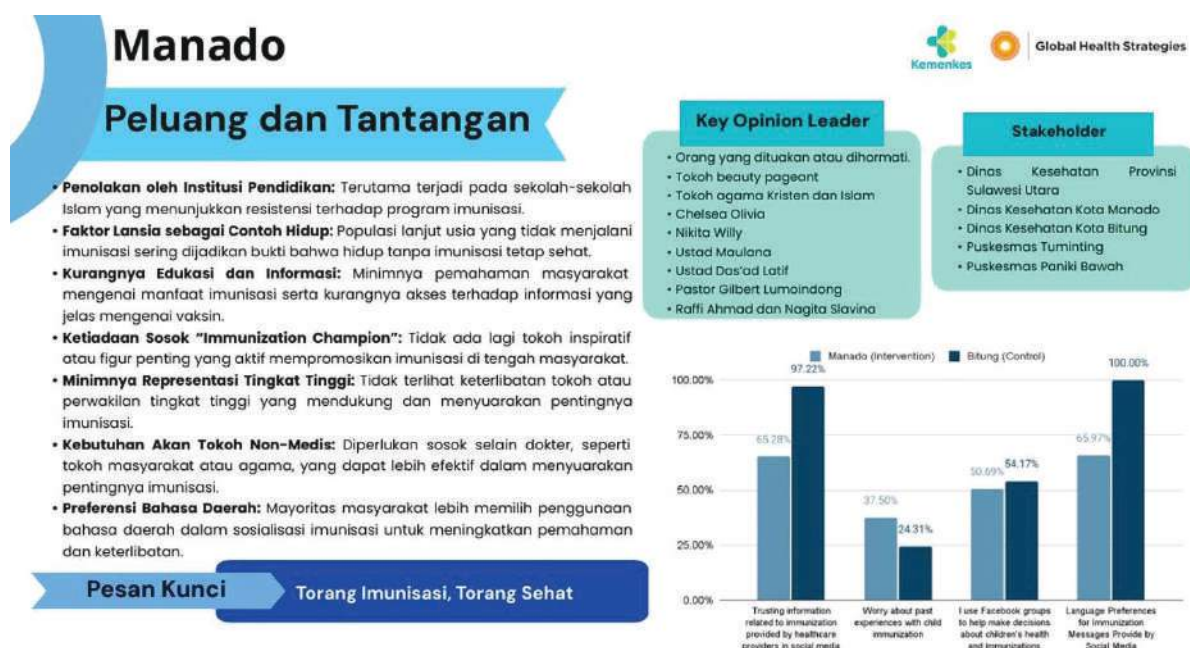 Manado
Kemenkes
Global Health Strategies
Peluang dan Tantangan
• Penolakan oleh Institusi Pendidikan: Terutama terjadi pada sekolah-sekolah
Islam yang menunjukkan resistensi terhadap program imunisasi.
• Faktor Lansia sebagai Contoh Hidup: Populasi lanjut usia yang tidak menjalani
imunisasi sering dijadikan bukti bahwa hidup tanpa imunisasi tetap sehat.
• Kurangnya Edukasi dan Informasi: Minimnya pemahaman masyarakat
mengenai manfaat imunisasi serta kurangnya akses terhadap informasi yang
jelas mengenai vaksin.
• Ketiadaan Sosok “Immunization Champion”: Tidak ada lagi tokoh inspiratif
atau figur penting yang aktif mempromosikan imunisasi di tengah masyarakat.
• Minimnya Representasi Tingkat Tinggi: Tidak terlihat keterlibatan tokoh atau
perwakilan tingkat tinggi yang mendukung dan menyuarakan pentingnya
imunisasi.
• Kebutuhan Akan Tokoh Non-Medis: Diperlukan sosok selain dokter, seperti
tokoh masyarakat atau agama, yang dapat lebih efektif dalam menyuarakan
pentingnya imunisasi.
• Preferensi Bahasa Daerah: Mayoritas masyarakat lebih memilih penggunaan
bahasa daerah dalam sosialisasi imunisasi untuk meningkatkan pemahaman
dan keterlibatan.
Pesan Kunci
Torang Imunisasi, Torang Sehat
Key Opinion Leader
• Orang yang dituakan atau dihormati.
• Tokoh beauty pageant
• Tokoh agama Kristen dan Islam
• Chelsea Olivia
• Nikita Willy
• Ustad Maulana
• Ustad Das'ad Latif
• Pastor Gilbert Lumoindong
• Raffi Ahmad dan Nagita Slavina
Stakeholder
• Dinas Kesehatan Provinsi
Sulawesi Utara
• Dinas Kesehatan Kota Manado
• Dinas Kesehatan Kota Bitung
• Puskesmas Tuminting
• Puskesmas Paniki Bawah
Manado (Intervention) Bitung (Control)
100.00%
75.00%
50.00%
25.00%
0.00%
65.28%
97.22%
37.50%
24.31%
50.69%
54.17%
65.97%
100.00%
Trusting information
related to immunization
provided by healthcare
providers in social media
Worry about past
experiences with child
immunization
I use Facebook groups
to help make decisions
about children's health
and immunizations
Language Preferences
for Immunization
Messages Provide by
Social Media